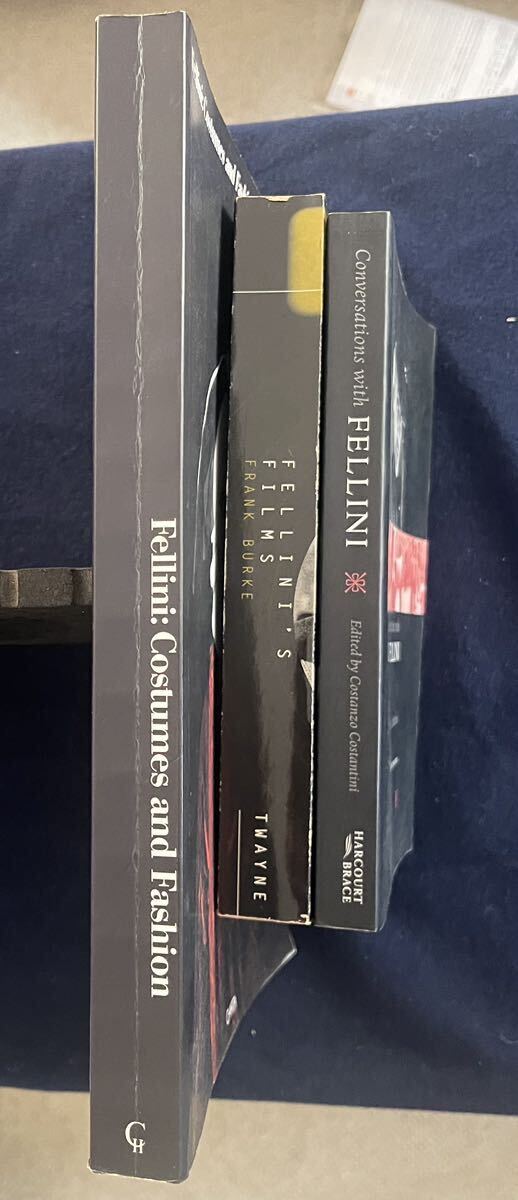 Fellini: Costumes and Fashion
FELLINI'S
FILMS
FRANK BURKE
TWAYNE
Conversations with FELLINI
Edited by Costanzo Costantini
HARCOURT
BRACE